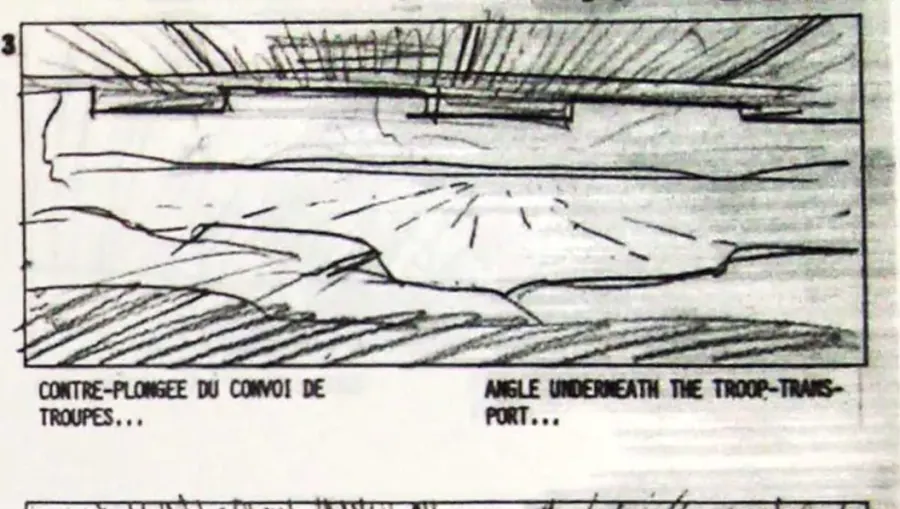 3
CONTRE-PLONGEE DU CONVOI DE
TROUPES...
ANGLE UNDERNEATH THE TROOP-TRANS-
PORT...